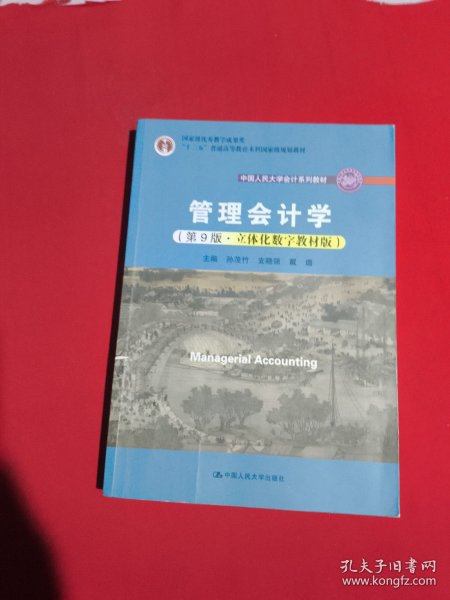 国家级优秀教学成果奖
“十二五”普通高等教育本科国家级规划教材
中国人民大学会计系列教材
管理会计学
（第9版·立体化数字教材版）
主编 孙茂竹 支晓强 戴璐
Managerial Accounting
中国人民大学出版社
孔夫子旧书网
www.kongfz.com